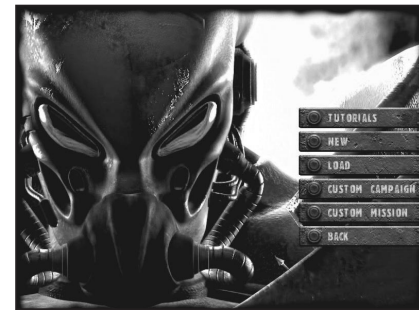 TUTORIALS
NEW
LOAD
CUSTOM CAMPAIGN
CUSTOM MISSION
BACK